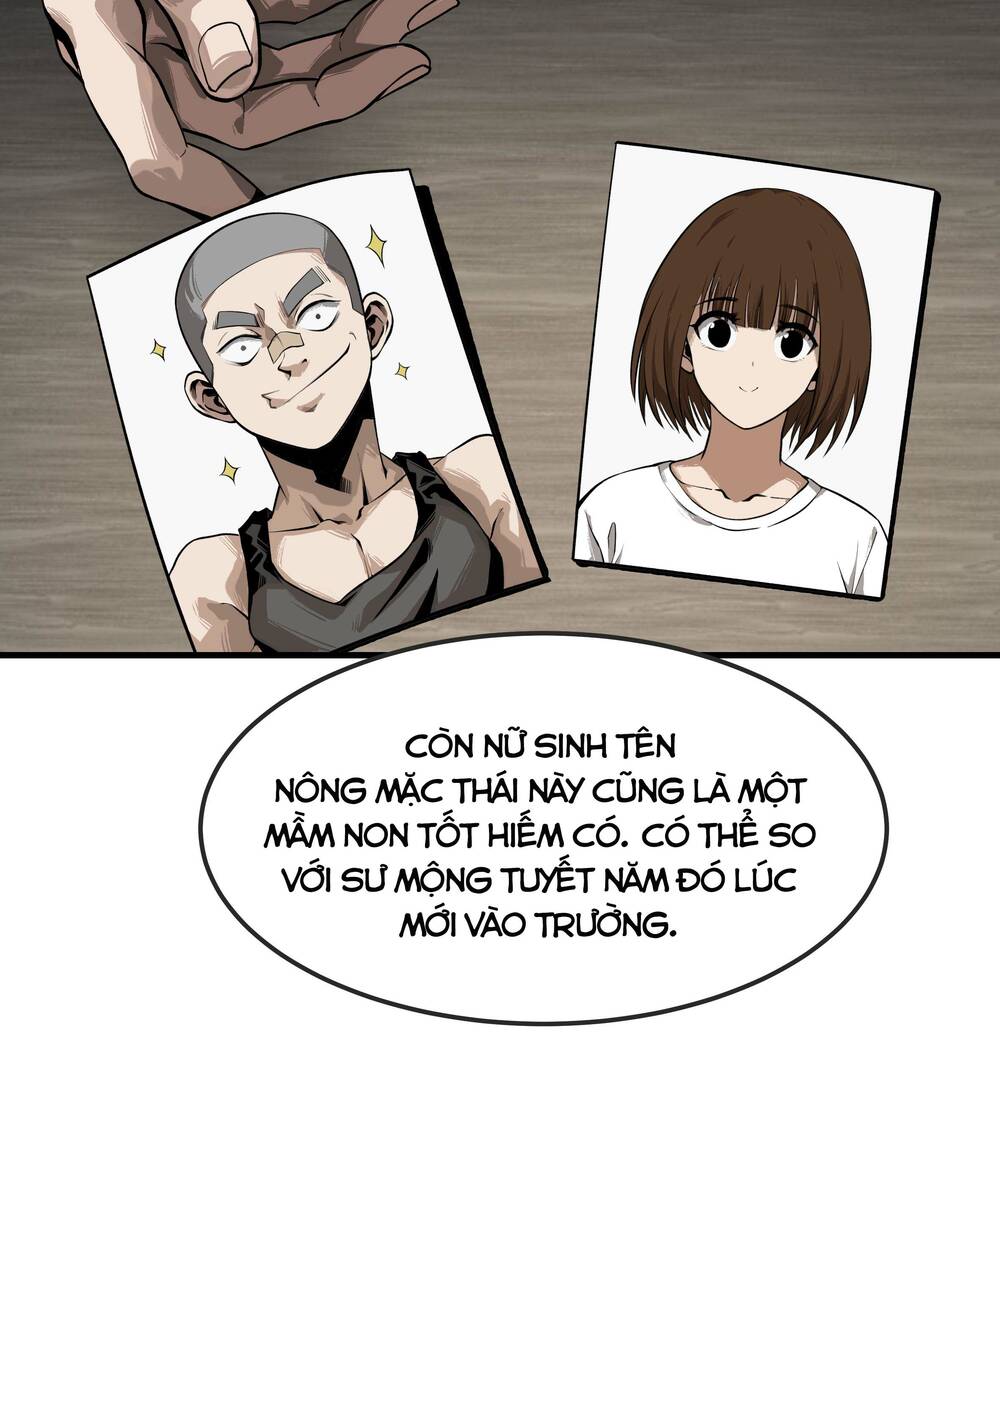 CÒN NỮ SINH TÊN
NÔNG MẶC THÁI NÀY CŨNG LÀ MỘT
MẦM NON TỐT HIẾM CÓ. CÓ THỂ SO
VỚI SƯ MỘNG TUYẾT NĂM ĐÓ LÚC
MỚI VÀO TRƯỜNG.